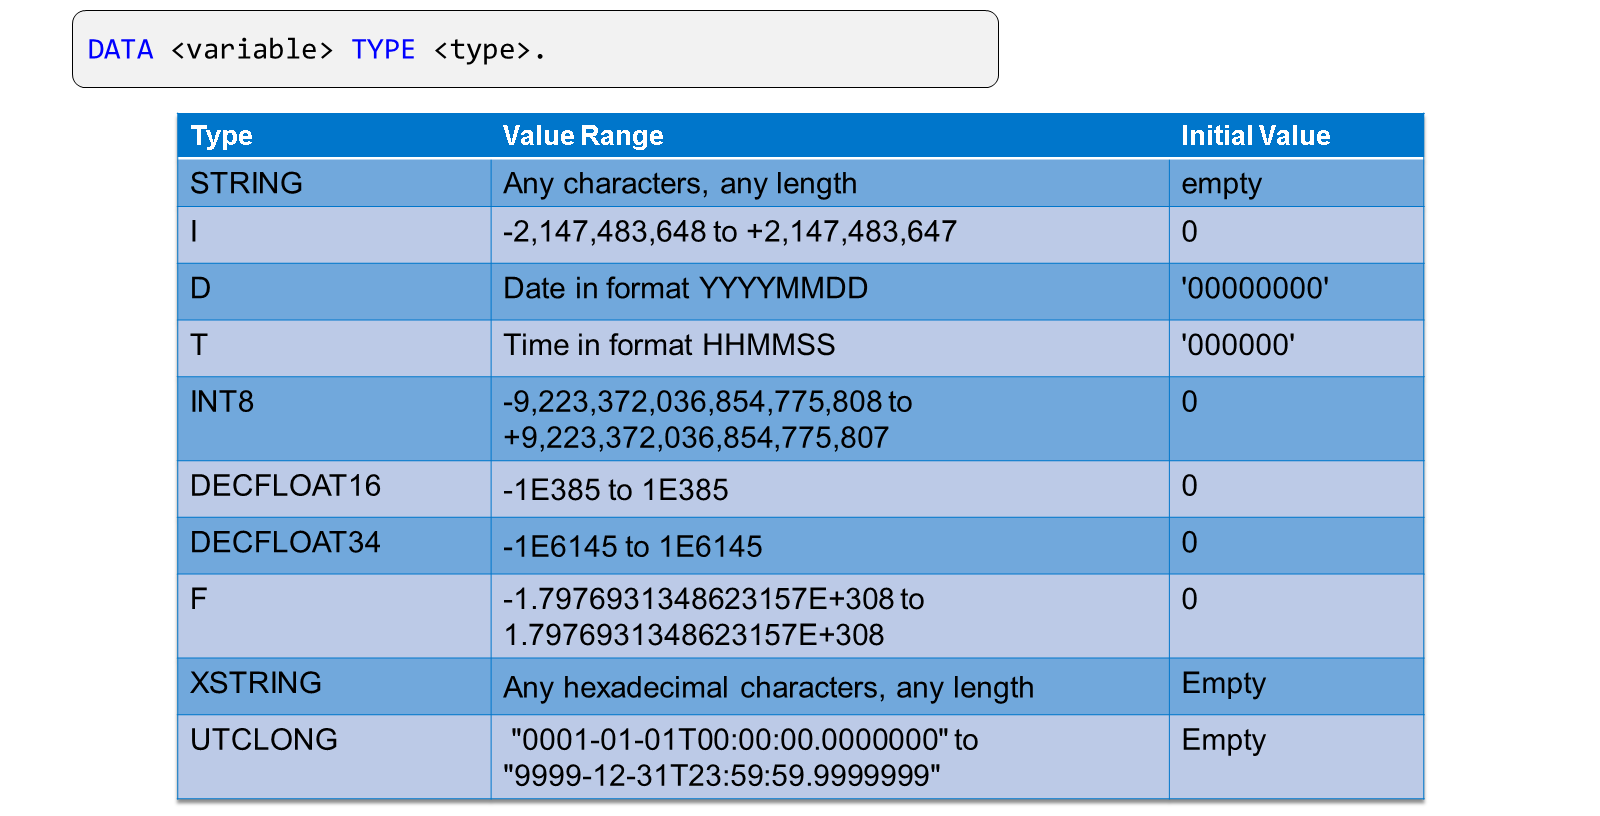 DATA <variable> TYPE <type>.
Type Value Range Initial Value
STRING Any characters, any length empty
I -2,147,483,648 to +2,147,483,647 0
D Date in format YYYYMMDD '00000000'
T Time in format HHMMSS '000000'
INT8 -9,223,372,036,854,775,808 to 0
+9,223,372,036,854,775,807
DECFLOAT16 -1E385 to 1E385 0
DECFLOAT34 -1E6145 to 1E6145 0
F -1.7976931348623157E+308 to 0
1.7976931348623157E+308
XSTRING Any hexadecimal characters, any length Empty
UTCLONG "0001-01-01T00:00:00.0000000" to Empty
"9999-12-31T23:59:59.9999999"